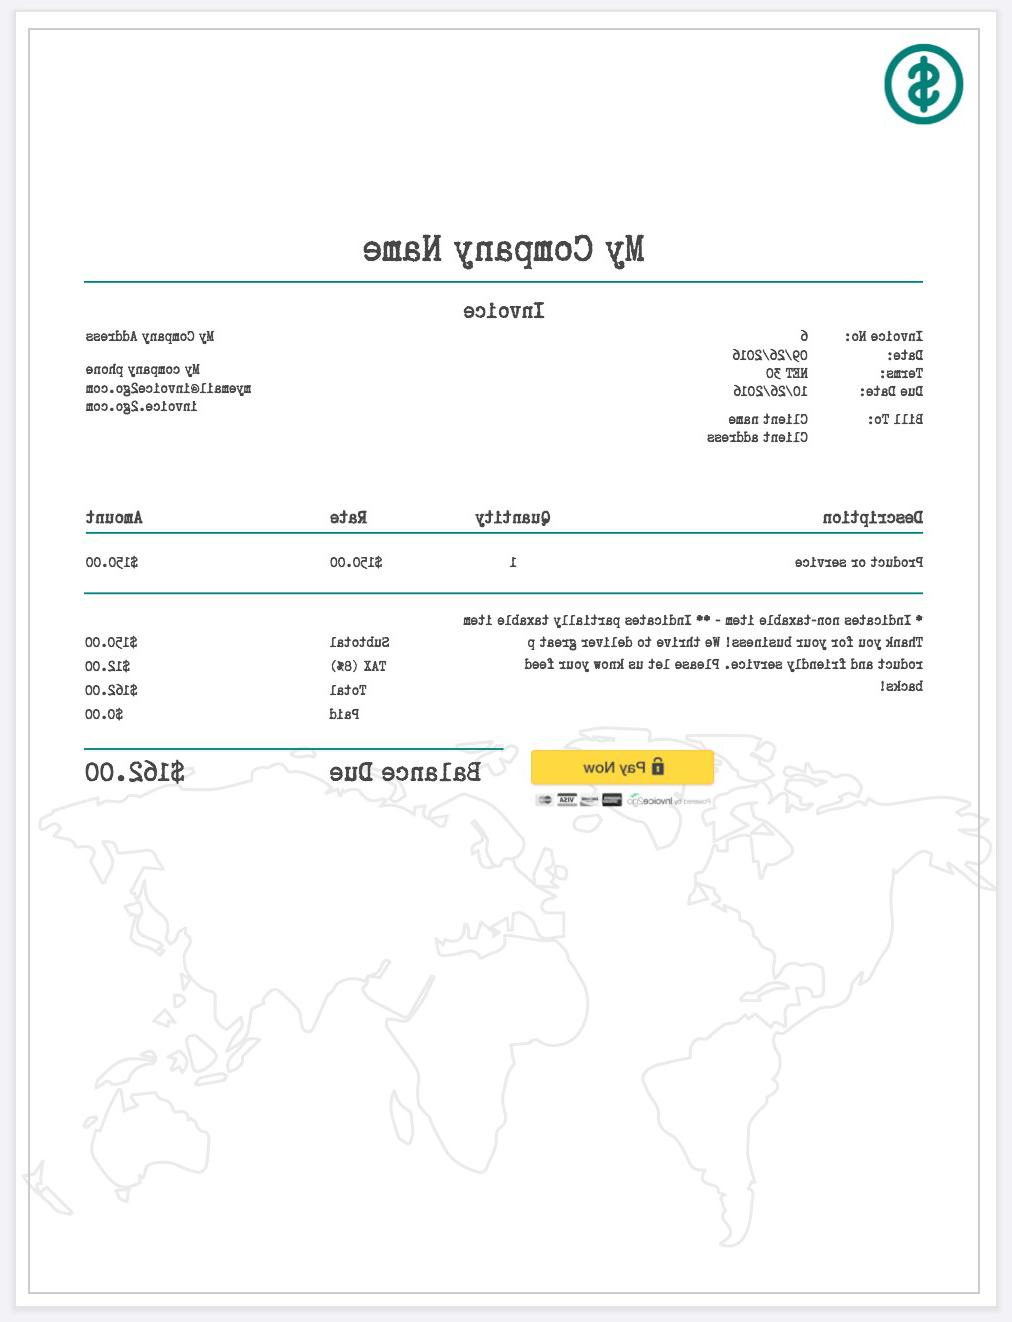 $
My Company Name
Invoice
Invoice No: 6
Date: 09/26/2016
Terms: NET 30
Due Date: 10/26/2016
Bill To: Client name
Client address
My Company Address
My company phone
myemail@invoice2go.com
invoice.2go.com
Description Quantity Rate Amount
Product or service 1 $150.00 $150.00
* Indicates non-taxable item - ** Indicates partially taxable item
Thank you for your business! We thrive to deliver great p
roduct and friendly service. Please let us know your feed
backs!
Subtotal $150.00
TAX (8%) $12.00
Total $162.00
Paid $0.00
Pay Now
Powered by Invoice2go VISA
Balance Due $162.00